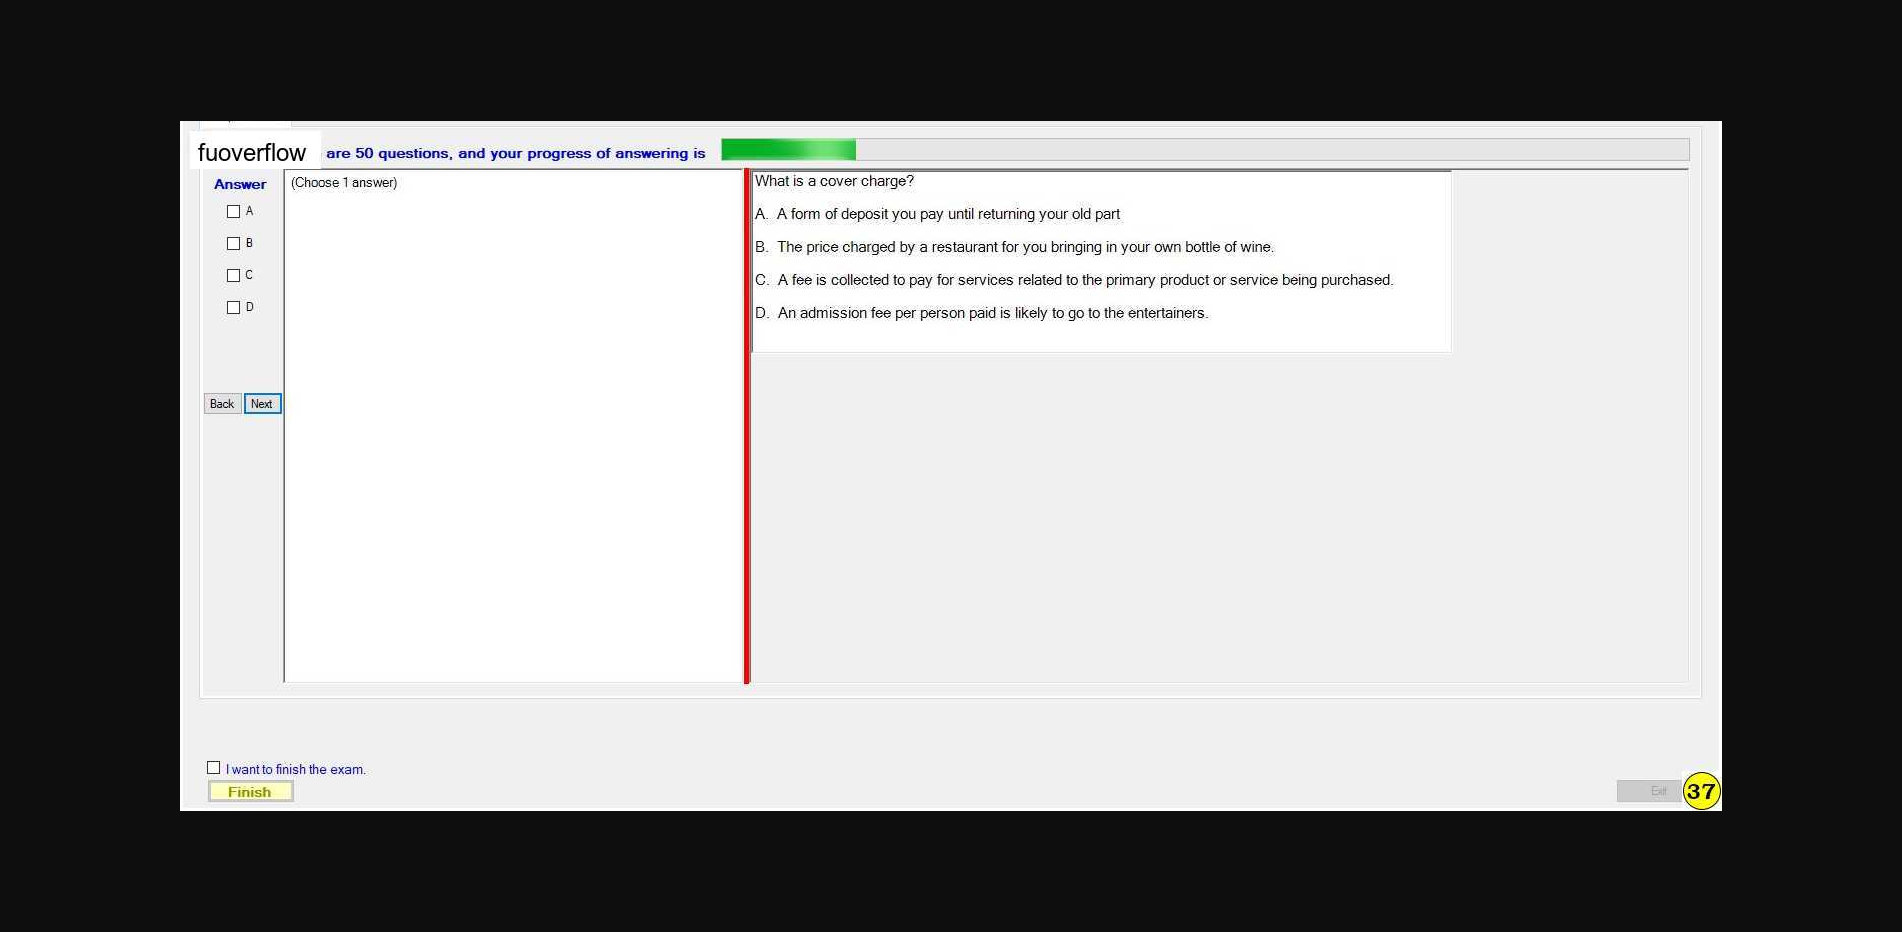 fuoverflow are 50 questions, and your progress of answering is
Answer
(Choose 1 answer)
A
B
C
D
Back Next
What is a cover charge?
A. A form of deposit you pay until returning your old part
B. The price charged by a restaurant for you bringing in your own bottle of wine.
C. A fee is collected to pay for services related to the primary product or service being purchased.
D. An admission fee per person paid is likely to go to the entertainers.
I want to finish the exam.
Finish
Exit
37